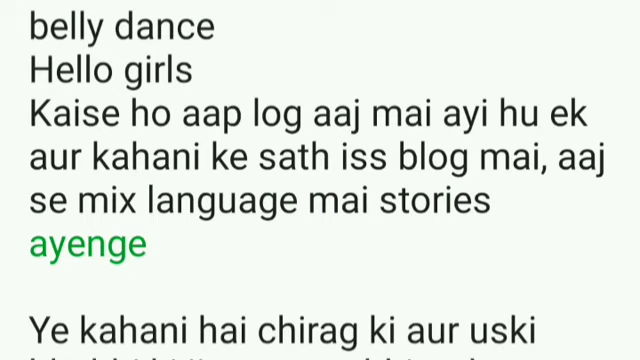 belly dance
Hello girls
Kaise ho aap log aaj mai ayi hu ek
aur kahani ke sath iss blog mai, aaj
se mix language mai stories
ayenge
Ye kahani hai chirag ki aur uski